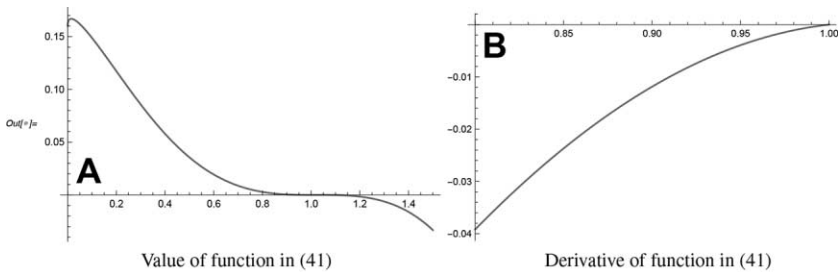 0.15
0.10
0.05
Out[•]=
A
0.2 0.4 0.6 0.8 1.0 1.2 1.4
Value of function in (41)
B
0.85 0.90 0.95 1.00
-0.01
-0.02
-0.03
-0.04
Derivative of function in (41)